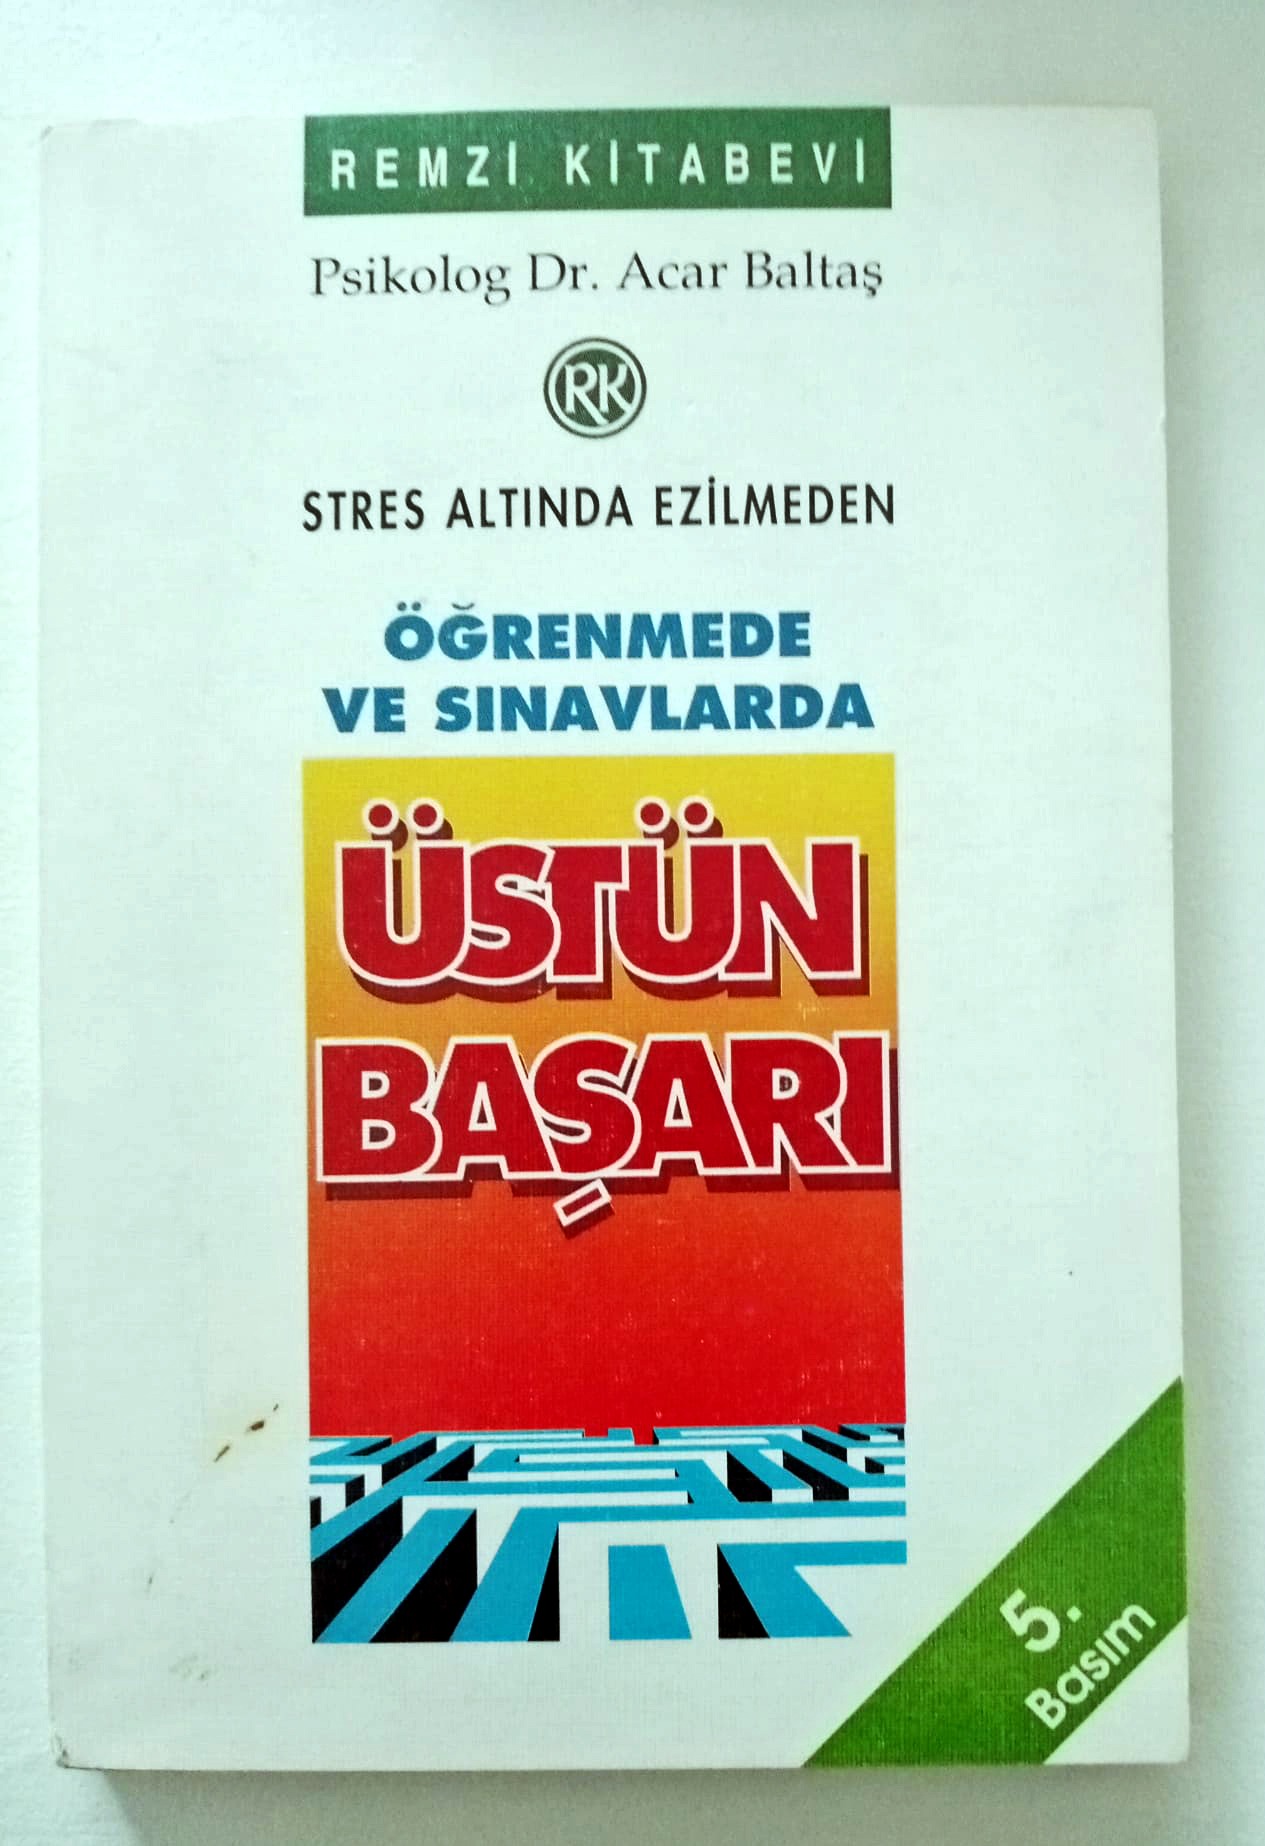 REMZİ KİTABEVİ
Psikolog Dr. Acar Baltaş
RK
STRES ALTINDA EZİLMEDEN
ÖĞRENMEDE
VE SINAVLARDA
ÜSTÜN
BAŞARI
5.
Basım